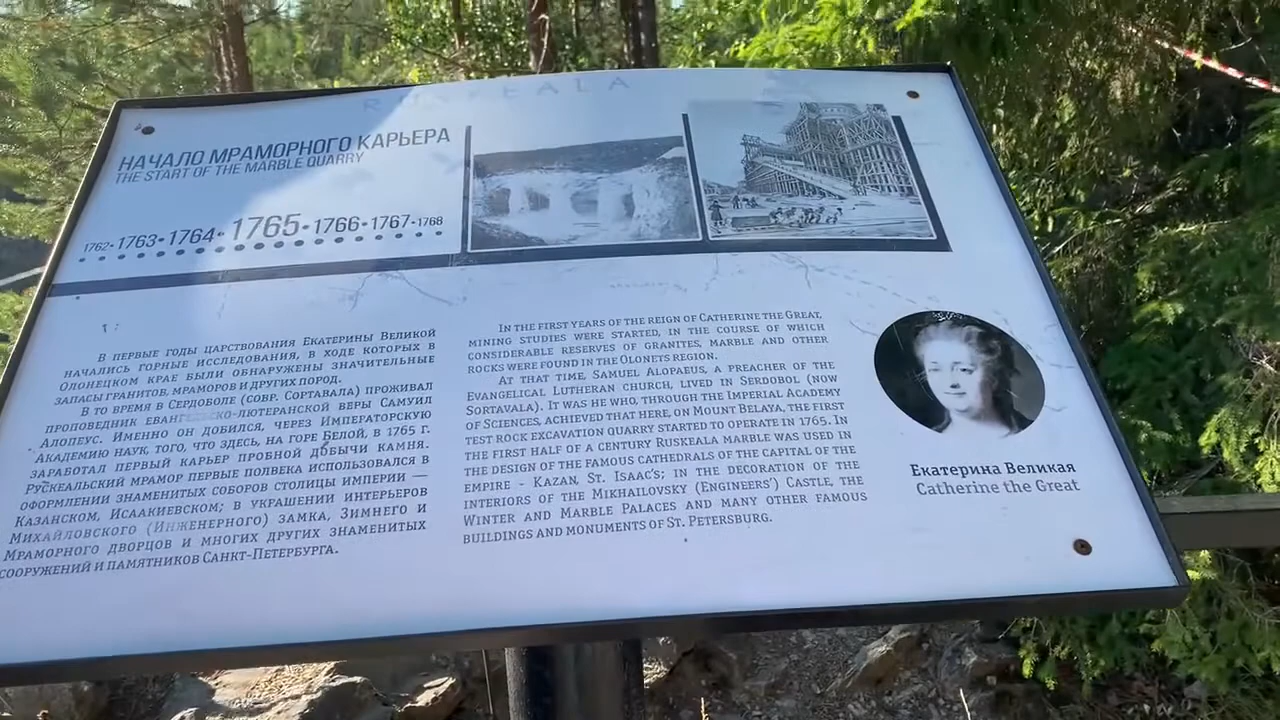 RUSKEALA
НАЧАЛО МРАМОРНОГО КАРЬЕРА
THE START OF THE MARBLE QUARRY
1762•1763•1764•1765•1766•1767•1768
В ПЕРВЫЕ ГОДЫ ЦАРСТВОВАНИЯ ЕКАТЕРИНЫ ВЕЛИКОЙ
НАЧАЛИСЬ ГОРНЫЕ ИССЛЕДОВАНИЯ, В ХОДЕ КОТОРЫХ В
ОЛОНЕЦКОМ КРАЕ БЫЛИ ОБНАРУЖЕНЫ ЗНАЧИТЕЛЬНЫЕ
ЗАПАСЫ ГРАНИТОВ, МРАМОРОВ И ДРУГИХ ПОРОД.
В ТО ВРЕМЯ В СЕРДОБОЛЕ (СОВР. СОРТАВАЛА) ПРОЖИВАЛ
ПРОПОВЕДНИК ЕВАНГЕЛЬСКО-ЛЮТЕРАНСКОЙ ВЕРЫ САМУИЛ
АЛОПЕУС. ИМЕННО ОН ДОБИЛСЯ, ЧЕРЕЗ ИМПЕРАТОРСКУЮ
АКАДЕМИЮ НАУК, ТОГО, ЧТО ЗДЕСЬ, НА ГОРЕ БЕЛОЙ, В 1765 Г.
ЗАРАБОТАЛ ПЕРВЫЙ КАРЬЕР ПРОБНОЙ ДОБЫЧИ КАМНЯ.
РУСКЕАЛЬСКИЙ МРАМОР ПЕРВЫЕ ПОЛВЕКА ИСПОЛЬЗОВАЛСЯ В
ОФОРМЛЕНИИ ЗНАМЕНИТЫХ СОБОРОВ СТОЛИЦЫ ИМПЕРИИ —
КАЗАНСКОМ, ИСААКИЕВСКОМ; В УКРАШЕНИИ ИНТЕРЬЕРОВ
МИХАЙЛОВСКОГО (ИНЖЕНЕРНОГО) ЗАМКА, ЗИМНЕГО И
МРАМОРНОГО ДВОРЦОВ И МНОГИХ ДРУГИХ ЗНАМЕНИТЫХ
СООРУЖЕНИЙ И ПАМЯТНИКОВ САНКТ-ПЕТЕРБУРГА.
IN THE FIRST YEARS OF THE REIGN OF CATHERINE THE GREAT,
MINING STUDIES WERE STARTED, IN THE COURSE OF WHICH
CONSIDERABLE RESERVES OF GRANITES, MARBLE AND OTHER
ROCKS WERE FOUND IN THE OLONETS REGION.
AT THAT TIME, SAMUEL ALOPAEUS, A PREACHER OF THE
EVANGELICAL LUTHERAN CHURCH, LIVED IN SERDOBOL (NOW
SORTAVALA). IT WAS HE WHO, THROUGH THE IMPERIAL ACADEMY
OF SCIENCES, ACHIEVED THAT HERE, ON MOUNT BELAYA, THE FIRST
TEST ROCK EXCAVATION QUARRY STARTED TO OPERATE IN 1765. IN
THE FIRST HALF OF A CENTURY RUSKEALA MARBLE WAS USED IN
THE DESIGN OF THE FAMOUS CATHEDRALS OF THE CAPITAL OF THE
EMPIRE - KAZAN, ST. ISAAC'S; IN THE DECORATION OF THE
INTERIORS OF THE MIKHAILOVSKY (ENGINEERS') CASTLE, THE
WINTER AND MARBLE PALACES AND MANY OTHER FAMOUS
BUILDINGS AND MONUMENTS OF ST. PETERSBURG.
Екатерина Великая
Catherine the Great